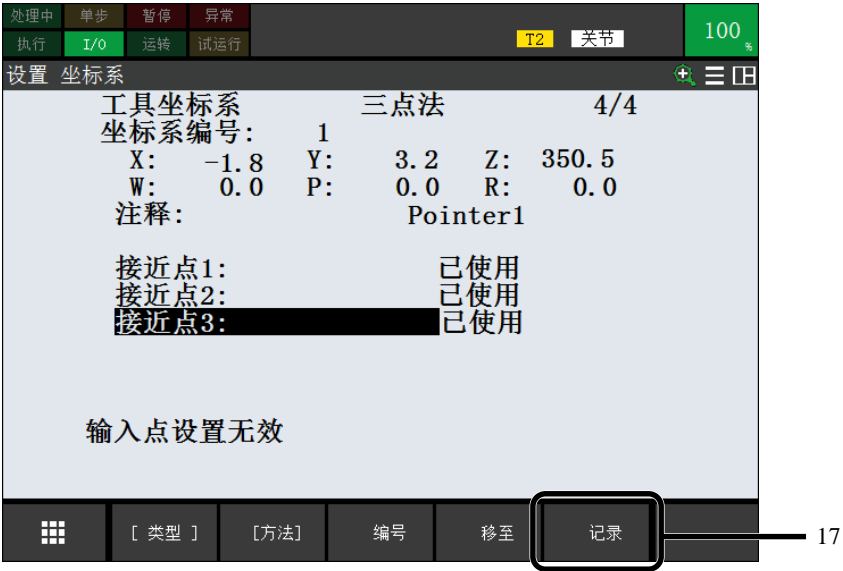 处理中 单步 暂停 异常
执行 I/O 运转 试运行 T2 关节 100 %
设置 坐标系
工具坐标系 三点法 4/4
坐标系编号: 1
X: -1.8 Y: 3.2 Z: 350.5
W: 0.0 P: 0.0 R: 0.0
注释: Pointer1
接近点1: 已使用
接近点2: 已使用
接近点3: 已使用
输入点设置无效
[ 类型 ] [方法] 编号 移至 记录 17